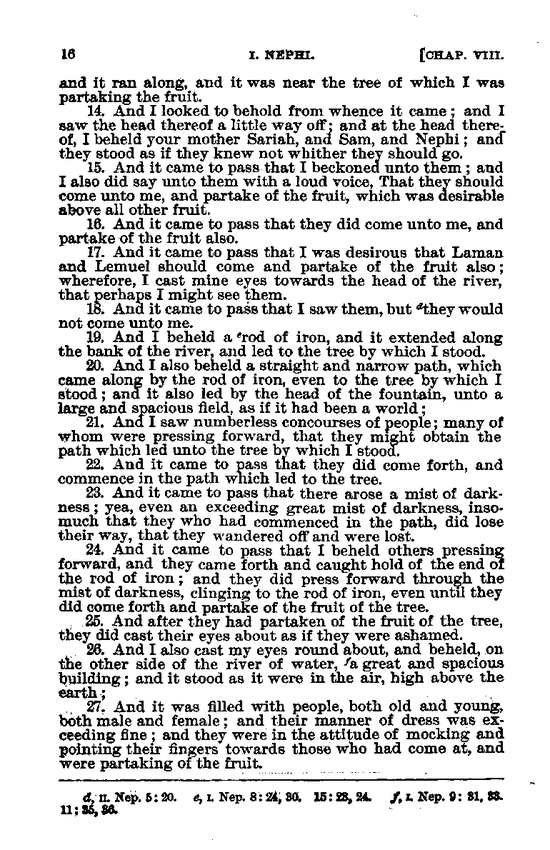 16 I. NEPHI. [CHAP. VIII.
and it ran along, and it was near the tree of which I was
partaking the fruit.
14. And I looked to behold from whence it came; and I
saw the head thereof a little way off; and at the head there-
of, I beheld your mother Sariah, and Sam, and Nephi; and
they stood as if they knew not whither they should go.
15. And it came to pass that I beckoned unto them; and
I also did say unto them with a loud voice, That they should
come unto me, and partake of the fruit, which was desirable
above all other fruit.
16. And it came to pass that they did come unto me, and
partake of the fruit also.
17. And it came to pass that I was desirous that Laman
and Lemuel should come and partake of the fruit also;
wherefore, I cast mine eyes towards the head of the river,
that perhaps I might see them.
18. And it came to pass that I saw them, but dthey would
not come unto me.
19. And I beheld a erod of iron, and it extended along
the bank of the river, and led to the tree by which I stood.
20. And I also beheld a straight and narrow path, which
came along by the rod of iron, even to the tree by which I
stood; and it also led by the head of the fountain, unto a
large and spacious field, as if it had been a world;
21. And I saw numberless concourses of people; many of
whom were pressing forward, that they might obtain the
path which led unto the tree by which I stood.
22. And it came to pass that they did come forth, and
commence in the path which led to the tree.
23. And it came to pass that there arose a mist of dark-
ness; yea, even an exceeding great mist of darkness, inso-
much that they who had commenced in the path, did lose
their way, that they wandered off and were lost.
24. And it came to pass that I beheld others pressing
forward, and they came forth and caught hold of the end of
the rod of iron; and they did press forward through the
mist of darkness, clinging to the rod of iron, even until they
did come forth and partake of the fruit of the tree.
25. And after they had partaken of the fruit of the tree,
they did cast their eyes about as if they were ashamed.
26. And I also cast my eyes round about, and beheld, on
the other side of the river of water, fa great and spacious
building; and it stood as it were in the air, high above the
earth;
27. And it was filled with people, both old and young,
both male and female; and their manner of dress was ex-
ceeding fine; and they were in the attitude of mocking and
pointing their fingers towards those who had come at, and
were partaking of the fruit.
d, II. Nep. 5: 20. e, I. Nep. 8: 24, 30. 15: 23, 24. f, I. Nep. 9: 31, 33.
11: 35, 36.